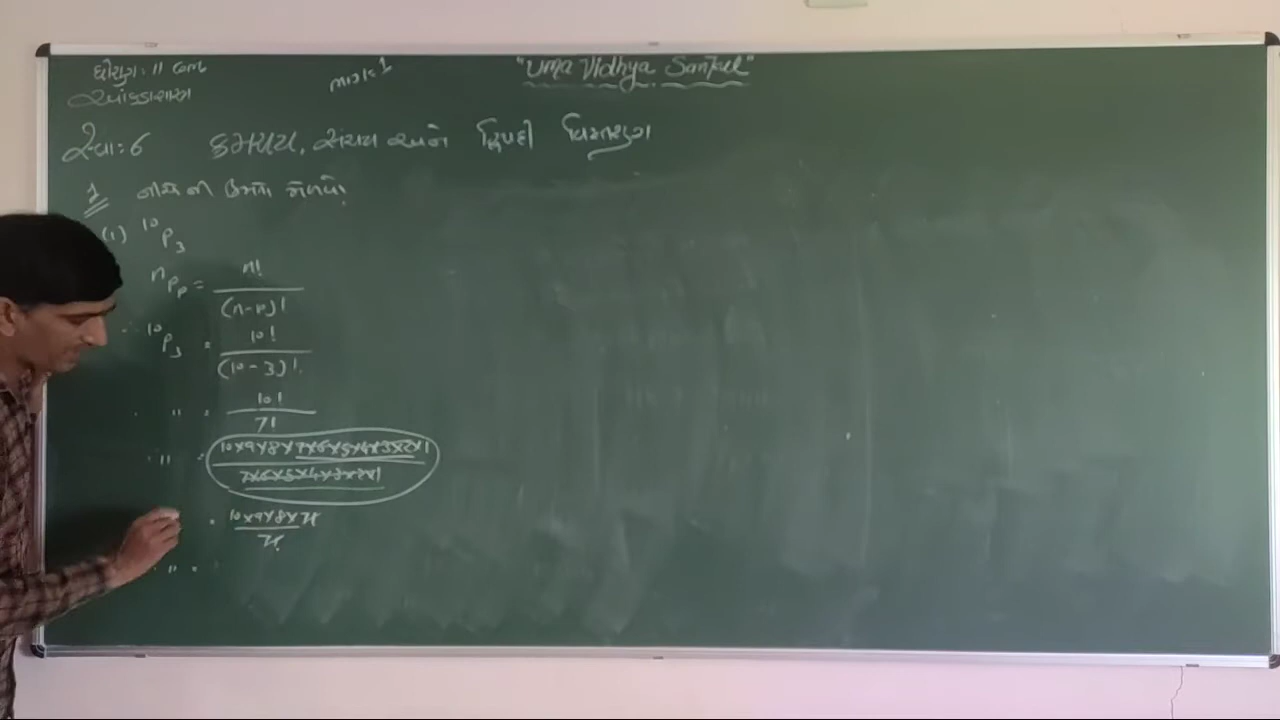 ધોરણ: 11 com
આંકડાશાસ્ત્ર
ભાગ: 1
"Uma Vidhya Sankul"
સ્વા: 6 ક્રમચય, સંચય અને દ્વિપદી વિસ્તરણ
1 નીચેની કિંમત મેળવો.
(1) ¹⁰P₃
ⁿPᵣ = n! / (n-r)!
∴ ¹⁰P₃ = 10! / (10-3)!
" = 10! / 7!
" = 10×9×8×7×6×5×4×3×2×1 / 7×6×5×4×3×2×1
= 10×9×8×7! / 7!
" =